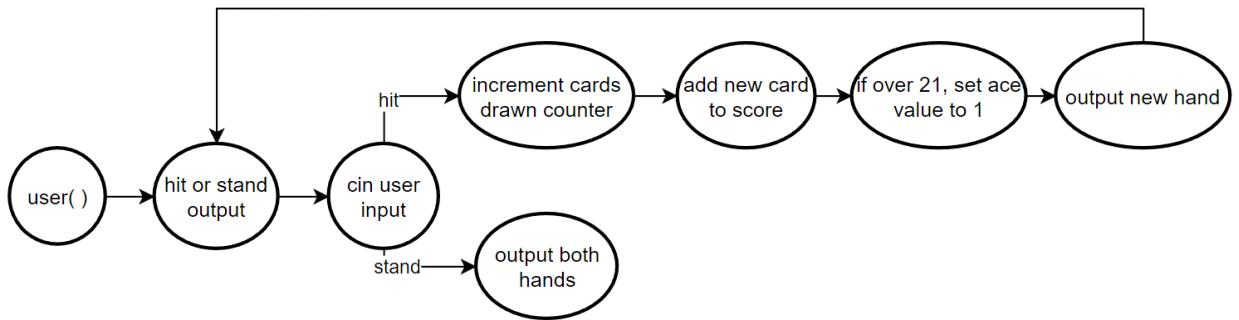 user( )
hit or stand
output
cin user
input
hit
increment cards
drawn counter
add new card
to score
if over 21, set ace
value to 1
output new hand
stand
output both
hands